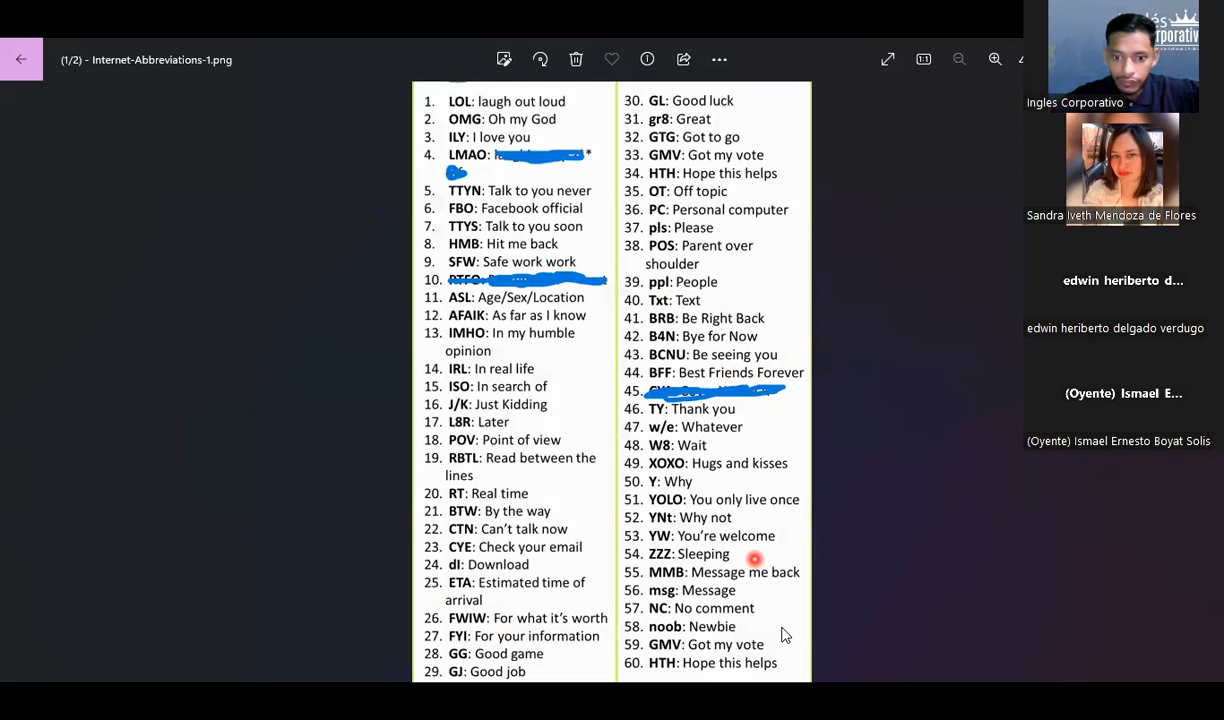 (1/2) - Internet-Abbreviations-1.png
1. LOL: laugh out loud
2. OMG: Oh my God
3. ILY: I love you
4. LMAO: *
5. TTYN: Talk to you never
6. FBO: Facebook official
7. TTYS: Talk to you soon
8. HMB: Hit me back
9. SFW: Safe work work
10.
11. ASL: Age/Sex/Location
12. AFAIK: As far as I know
13. IMHO: In my humble
opinion
14. IRL: In real life
15. ISO: In search of
16. J/K: Just Kidding
17. L8R: Later
18. POV: Point of view
19. RBTL: Read between the
lines
20. RT: Real time
21. BTW: By the way
22. CTN: Can't talk now
23. CYE: Check your email
24. dl: Download
25. ETA: Estimated time of
arrival
26. FWIW: For what it's worth
27. FYI: For your information
28. GG: Good game
29. GJ: Good job
30. GL: Good luck
31. gr8: Great
32. GTG: Got to go
33. GMV: Got my vote
34. HTH: Hope this helps
35. OT: Off topic
36. PC: Personal computer
37. pls: Please
38. POS: Parent over
shoulder
39. ppl: People
40. Txt: Text
41. BRB: Be Right Back
42. B4N: Bye for Now
43. BCNU: Be seeing you
44. BFF: Best Friends Forever
45.
46. TY: Thank you
47. w/e: Whatever
48. W8: Wait
49. XOXO: Hugs and kisses
50. Y: Why
51. YOLO: You only live once
52. YNt: Why not
53. YW: You're welcome
54. ZZZ: Sleeping
55. MMB: Message me back
56. msg: Message
57. NC: No comment
58. noob: Newbie
59. GMV: Got my vote
60. HTH: Hope this helps
Ingles Corporativo
Sandra Iveth Mendoza de Flores
edwin heriberto d...
edwin heriberto delgado verdugo
(Oyente) Ismael E...
(Oyente) Ismael Ernesto Boyat Solis